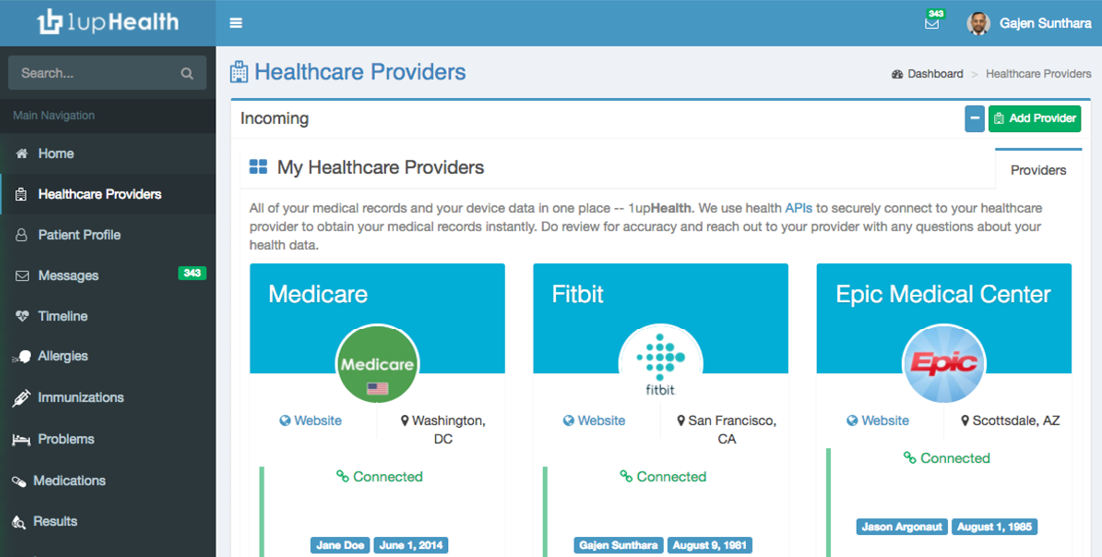 1upHealth
343
Gajen Sunthara
Search...
Main Navigation
Home
Healthcare Providers
Patient Profile
Messages 343
Timeline
Allergies
Immunizations
Problems
Medications
Results
Healthcare Providers
Dashboard > Healthcare Providers
Incoming
Add Provider
My Healthcare Providers
Providers
All of your medical records and your device data in one place -- 1upHealth. We use health APIs to securely connect to your healthcare
provider to obtain your medical records instantly. Do review for accuracy and reach out to your provider with any questions about your
health data.
Medicare
Medicare
Website
Washington,
DC
Connected
Jane Doe June 1, 2014
Fitbit
fitbit
Website
San Francisco,
CA
Connected
Gajen Sunthara August 9, 1981
Epic Medical Center
Epic
Website
Scottsdale, AZ
Connected
Jason Argonaut August 1, 1985